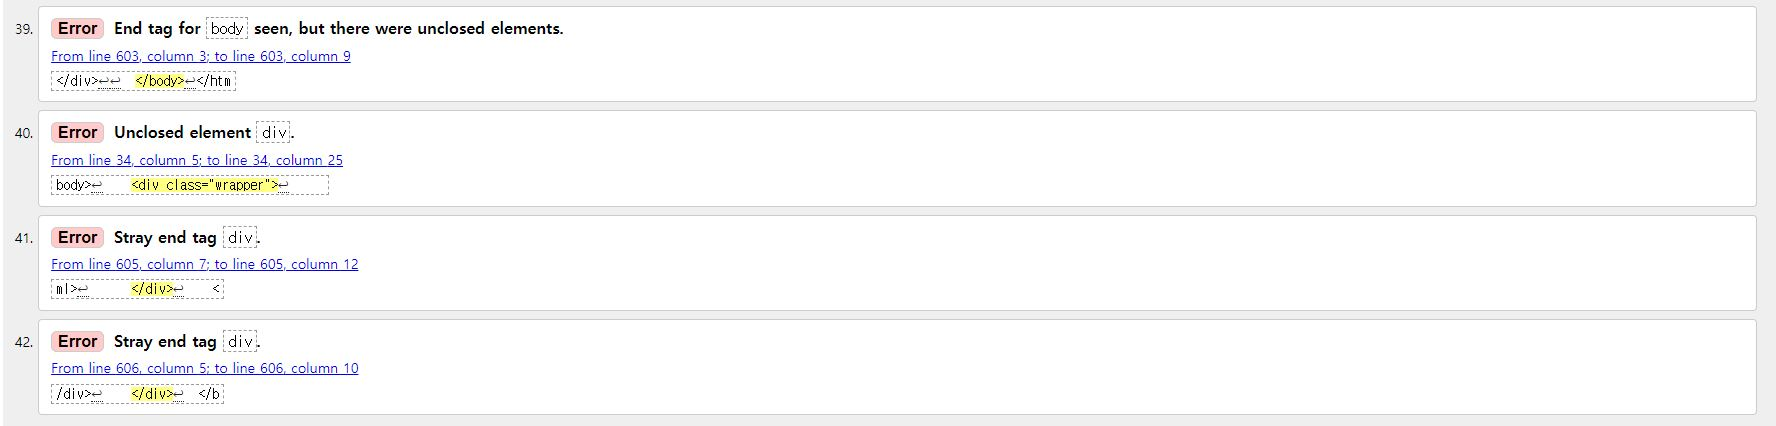 39. Error End tag for body seen, but there were unclosed elements.
From line 603, column 3; to line 603, column 9
</div>↩↩  </body>↩</htm
40. Error Unclosed element div.
From line 34, column 5; to line 34, column 25
body>↩    <div class="wrapper">↩
41. Error Stray end tag div.
From line 605, column 7; to line 605, column 12
ml>↩      </div>↩    <
42. Error Stray end tag div.
From line 606, column 5; to line 606, column 10
/div>↩    </div>↩  </b